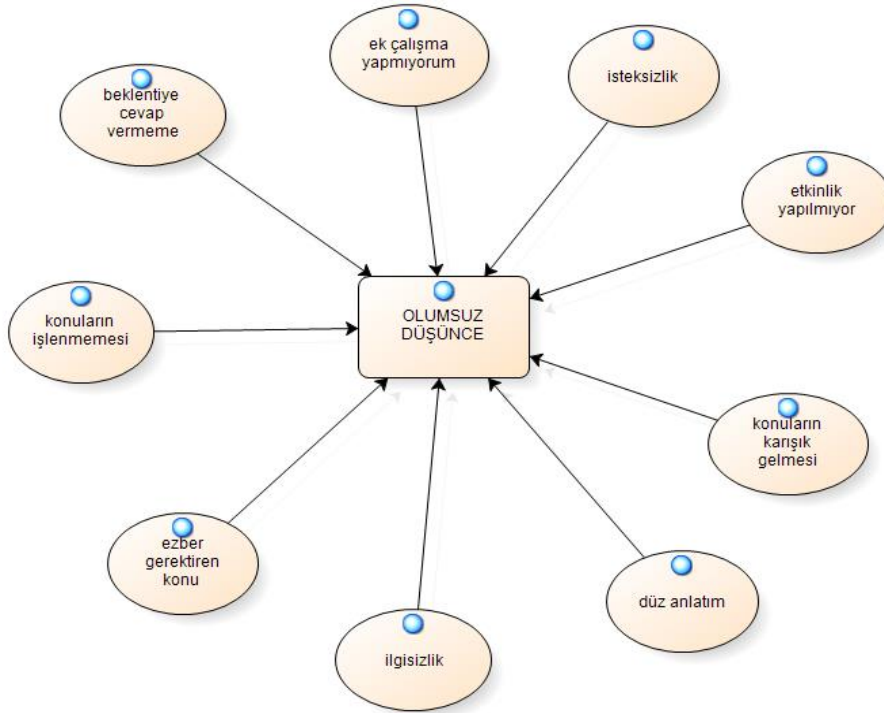 ek çalışma
yapmıyorum
isteksizlik
beklentiye
cevap
vermeme
etkinlik
yapılmıyor
OLUMSUZ
DÜŞÜNCE
konuların
işlenmemesi
konuların
karışık
gelmesi
ezber
gerektiren
konu
düz anlatım
ilgisizlik